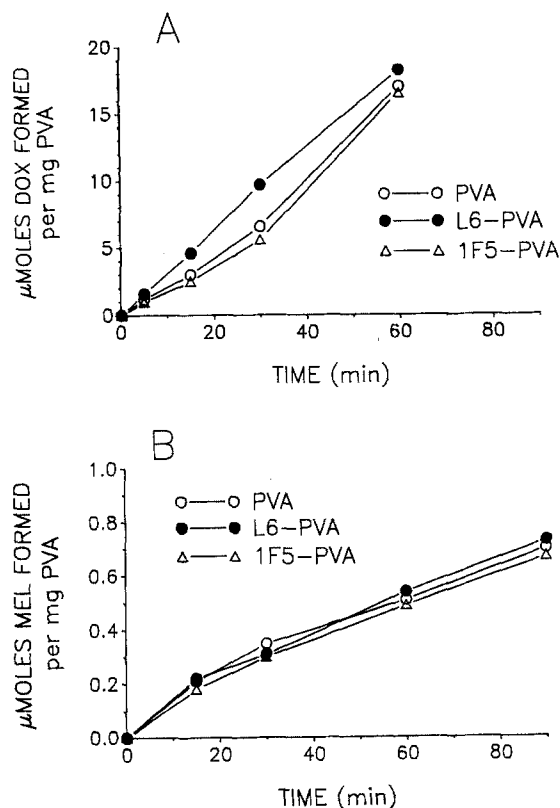 A
μMOLES DOX FORMED
per mg PVA
20
15
10
5
0
0 20 40 60 80
TIME (min)
PVA
L6-PVA
1F5-PVA
B
μMOLES MEL FORMED
per mg PVA
1.0
0.8
0.6
0.4
0.2
0.0
0 20 40 60 80
TIME (min)
PVA
L6-PVA
1F5-PVA